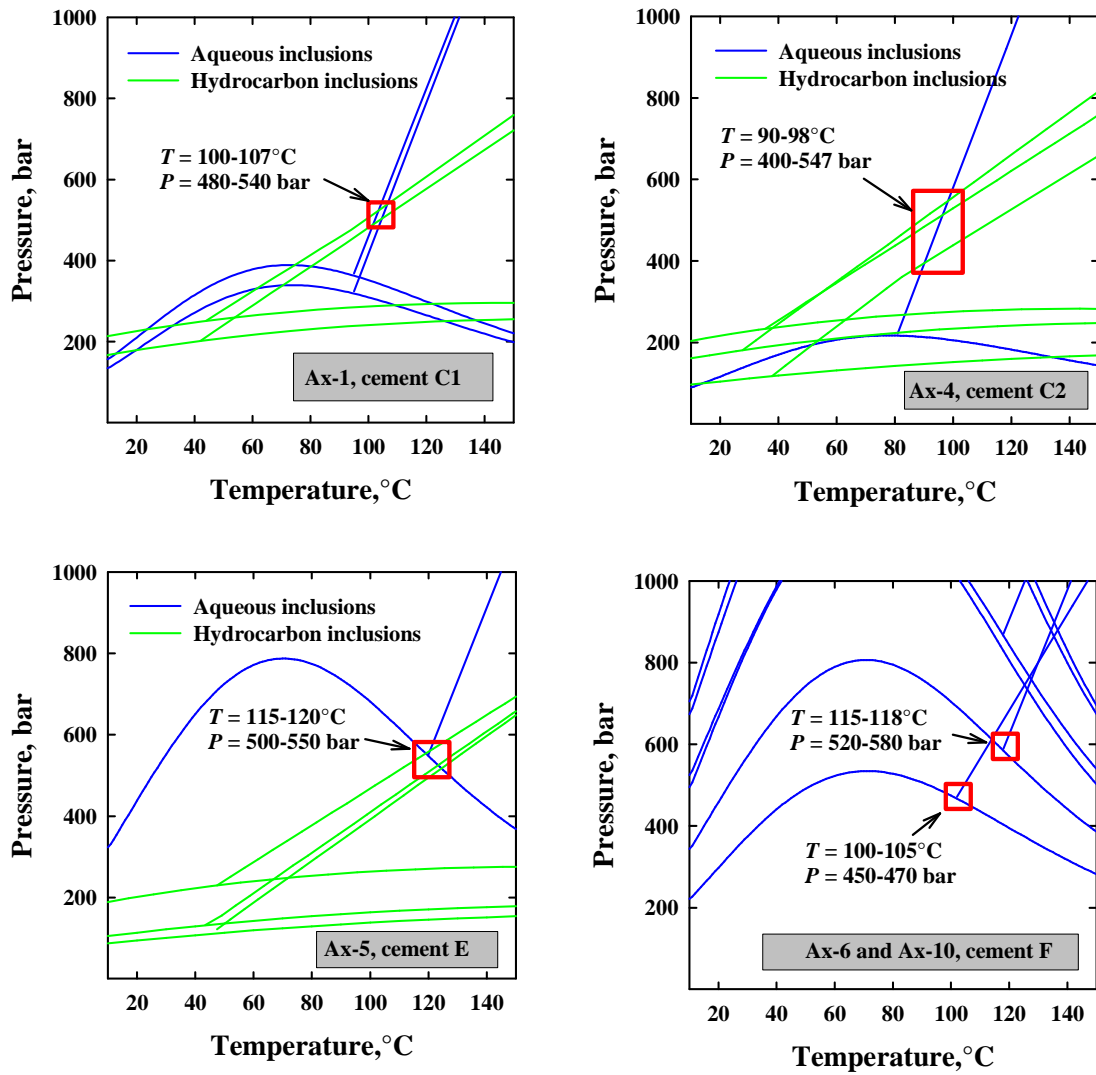 1000
800
600
400
200
Pressure, bar
Aqueous inclusions
Hydrocarbon inclusions
T = 100-107°C
P = 480-540 bar
Ax-1, cement C1
20 40 60 80 100 120 140
Temperature,°C
1000
800
600
400
200
Pressure, bar
Aqueous inclusions
Hydrocarbon inclusions
T = 90-98°C
P = 400-547 bar
Ax-4, cement C2
20 40 60 80 100 120 140
Temperature,°C
1000
800
600
400
200
Pressure, bar
Aqueous inclusions
Hydrocarbon inclusions
T = 115-120°C
P = 500-550 bar
Ax-5, cement E
20 40 60 80 100 120 140
Temperature,°C
1000
800
600
400
200
Pressure, bar
T = 115-118°C
P = 520-580 bar
T = 100-105°C
P = 450-470 bar
Ax-6 and Ax-10, cement F
20 40 60 80 100 120 140
Temperature,°C